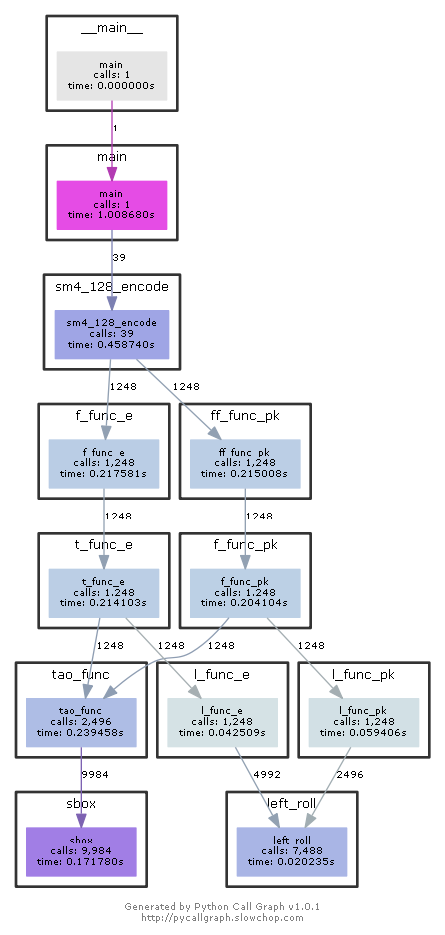 __main__
main
calls: 1
time: 0.000000s
1
main
main
calls: 1
time: 1.008680s
39
sm4_128_encode
sm4_128_encode
calls: 39
time: 0.458740s
1248 1248
f_func_e ff_func_pk
f_func_e ff_func_pk
calls: 1,248 calls: 1,248
time: 0.217581s time: 0.215008s
1248 1248
t_func_e f_func_pk
t_func_e f_func_pk
calls: 1,248 calls: 1,248
time: 0.214103s time: 0.204104s
1248 1248 1248 1248
tao_func l_func_e l_func_pk
tao_func l_func_e l_func_pk
calls: 2,496 calls: 1,248 calls: 1,248
time: 0.239458s time: 0.042509s time: 0.059406s
9984 4992 2496
sbox left_roll
sbox left_roll
calls: 9,984 calls: 7,488
time: 0.171780s time: 0.020235s
Generated by Python Call Graph v1.0.1
http://pycallgraph.slowchop.com